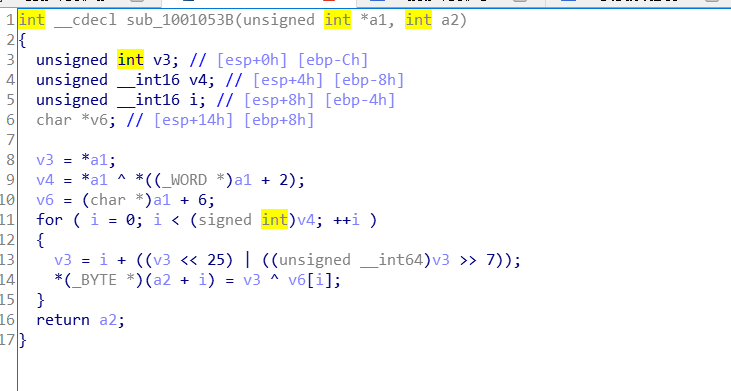 1 int __cdecl sub_1001053B(unsigned int *a1, int a2)
2 {
3 unsigned int v3; // [esp+0h] [ebp-Ch]
4 unsigned __int16 v4; // [esp+4h] [ebp-8h]
5 unsigned __int16 i; // [esp+8h] [ebp-4h]
6 char *v6; // [esp+14h] [ebp+8h]
7
8 v3 = *a1;
9 v4 = *a1 ^ *((_WORD *)a1 + 2);
10 v6 = (char *)a1 + 6;
11 for ( i = 0; i < (signed int)v4; ++i )
12 {
13 v3 = i + ((v3 << 25) | ((unsigned __int64)v3 >> 7));
14 *(_BYTE *)(a2 + i) = v3 ^ v6[i];
15 }
16 return a2;
17 }